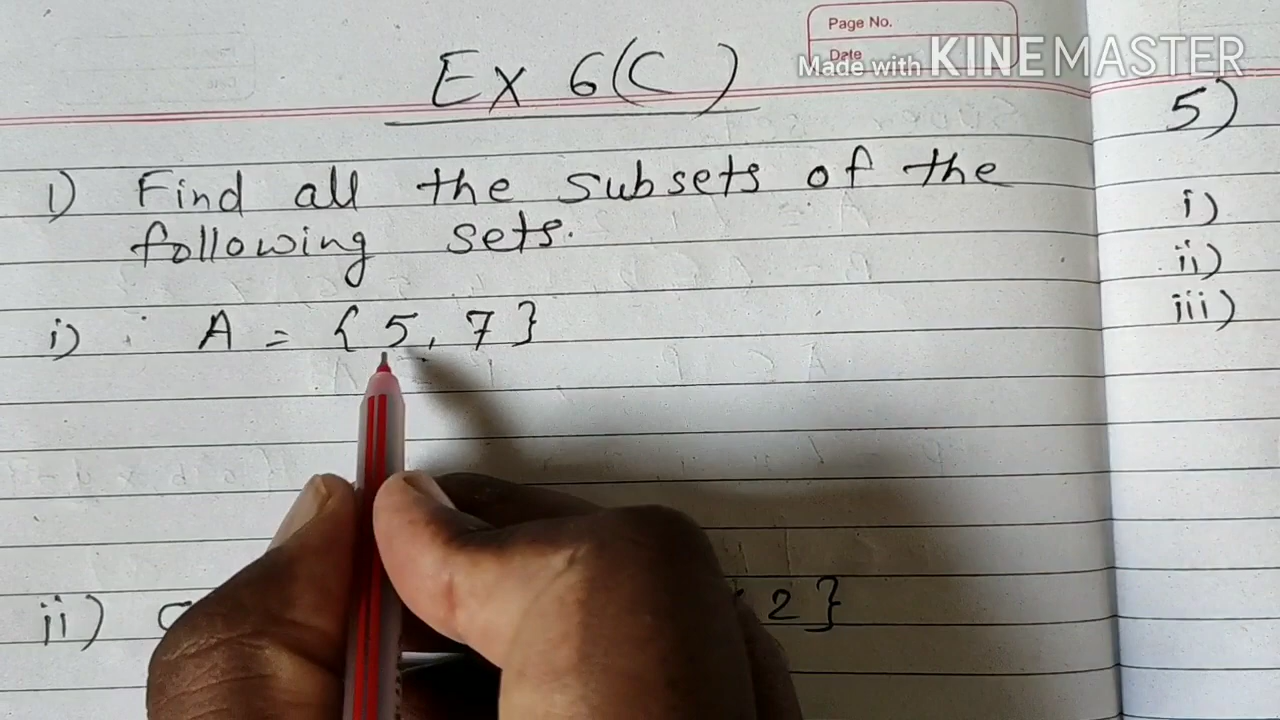 Page No.
Date
Made with KINEMASTER
Ex 6(C)
1) Find all the subsets of the
following sets.
i) A = {5, 7}
ii) 2}
5)
i)
ii)
iii)